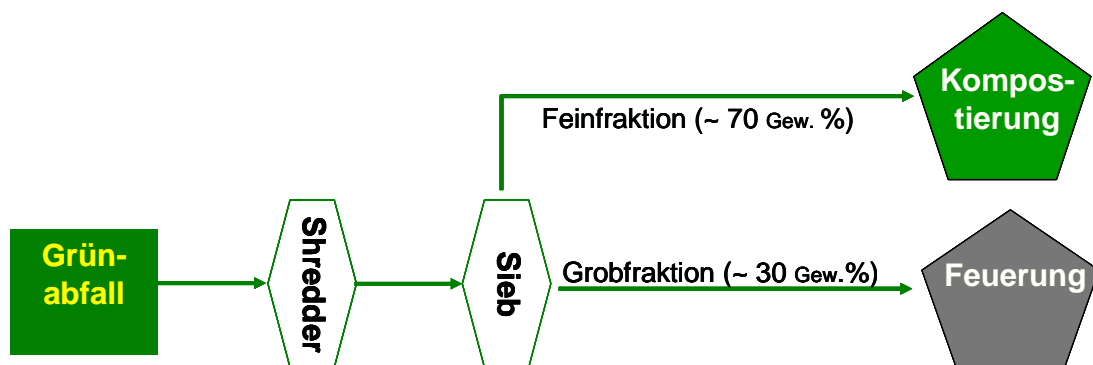 Grün-
abfall
Shredder
Sieb
Feinfraktion (~ 70 Gew. %)
Kompos-
tierung
Grobfraktion (~ 30 Gew.%)
Feuerung